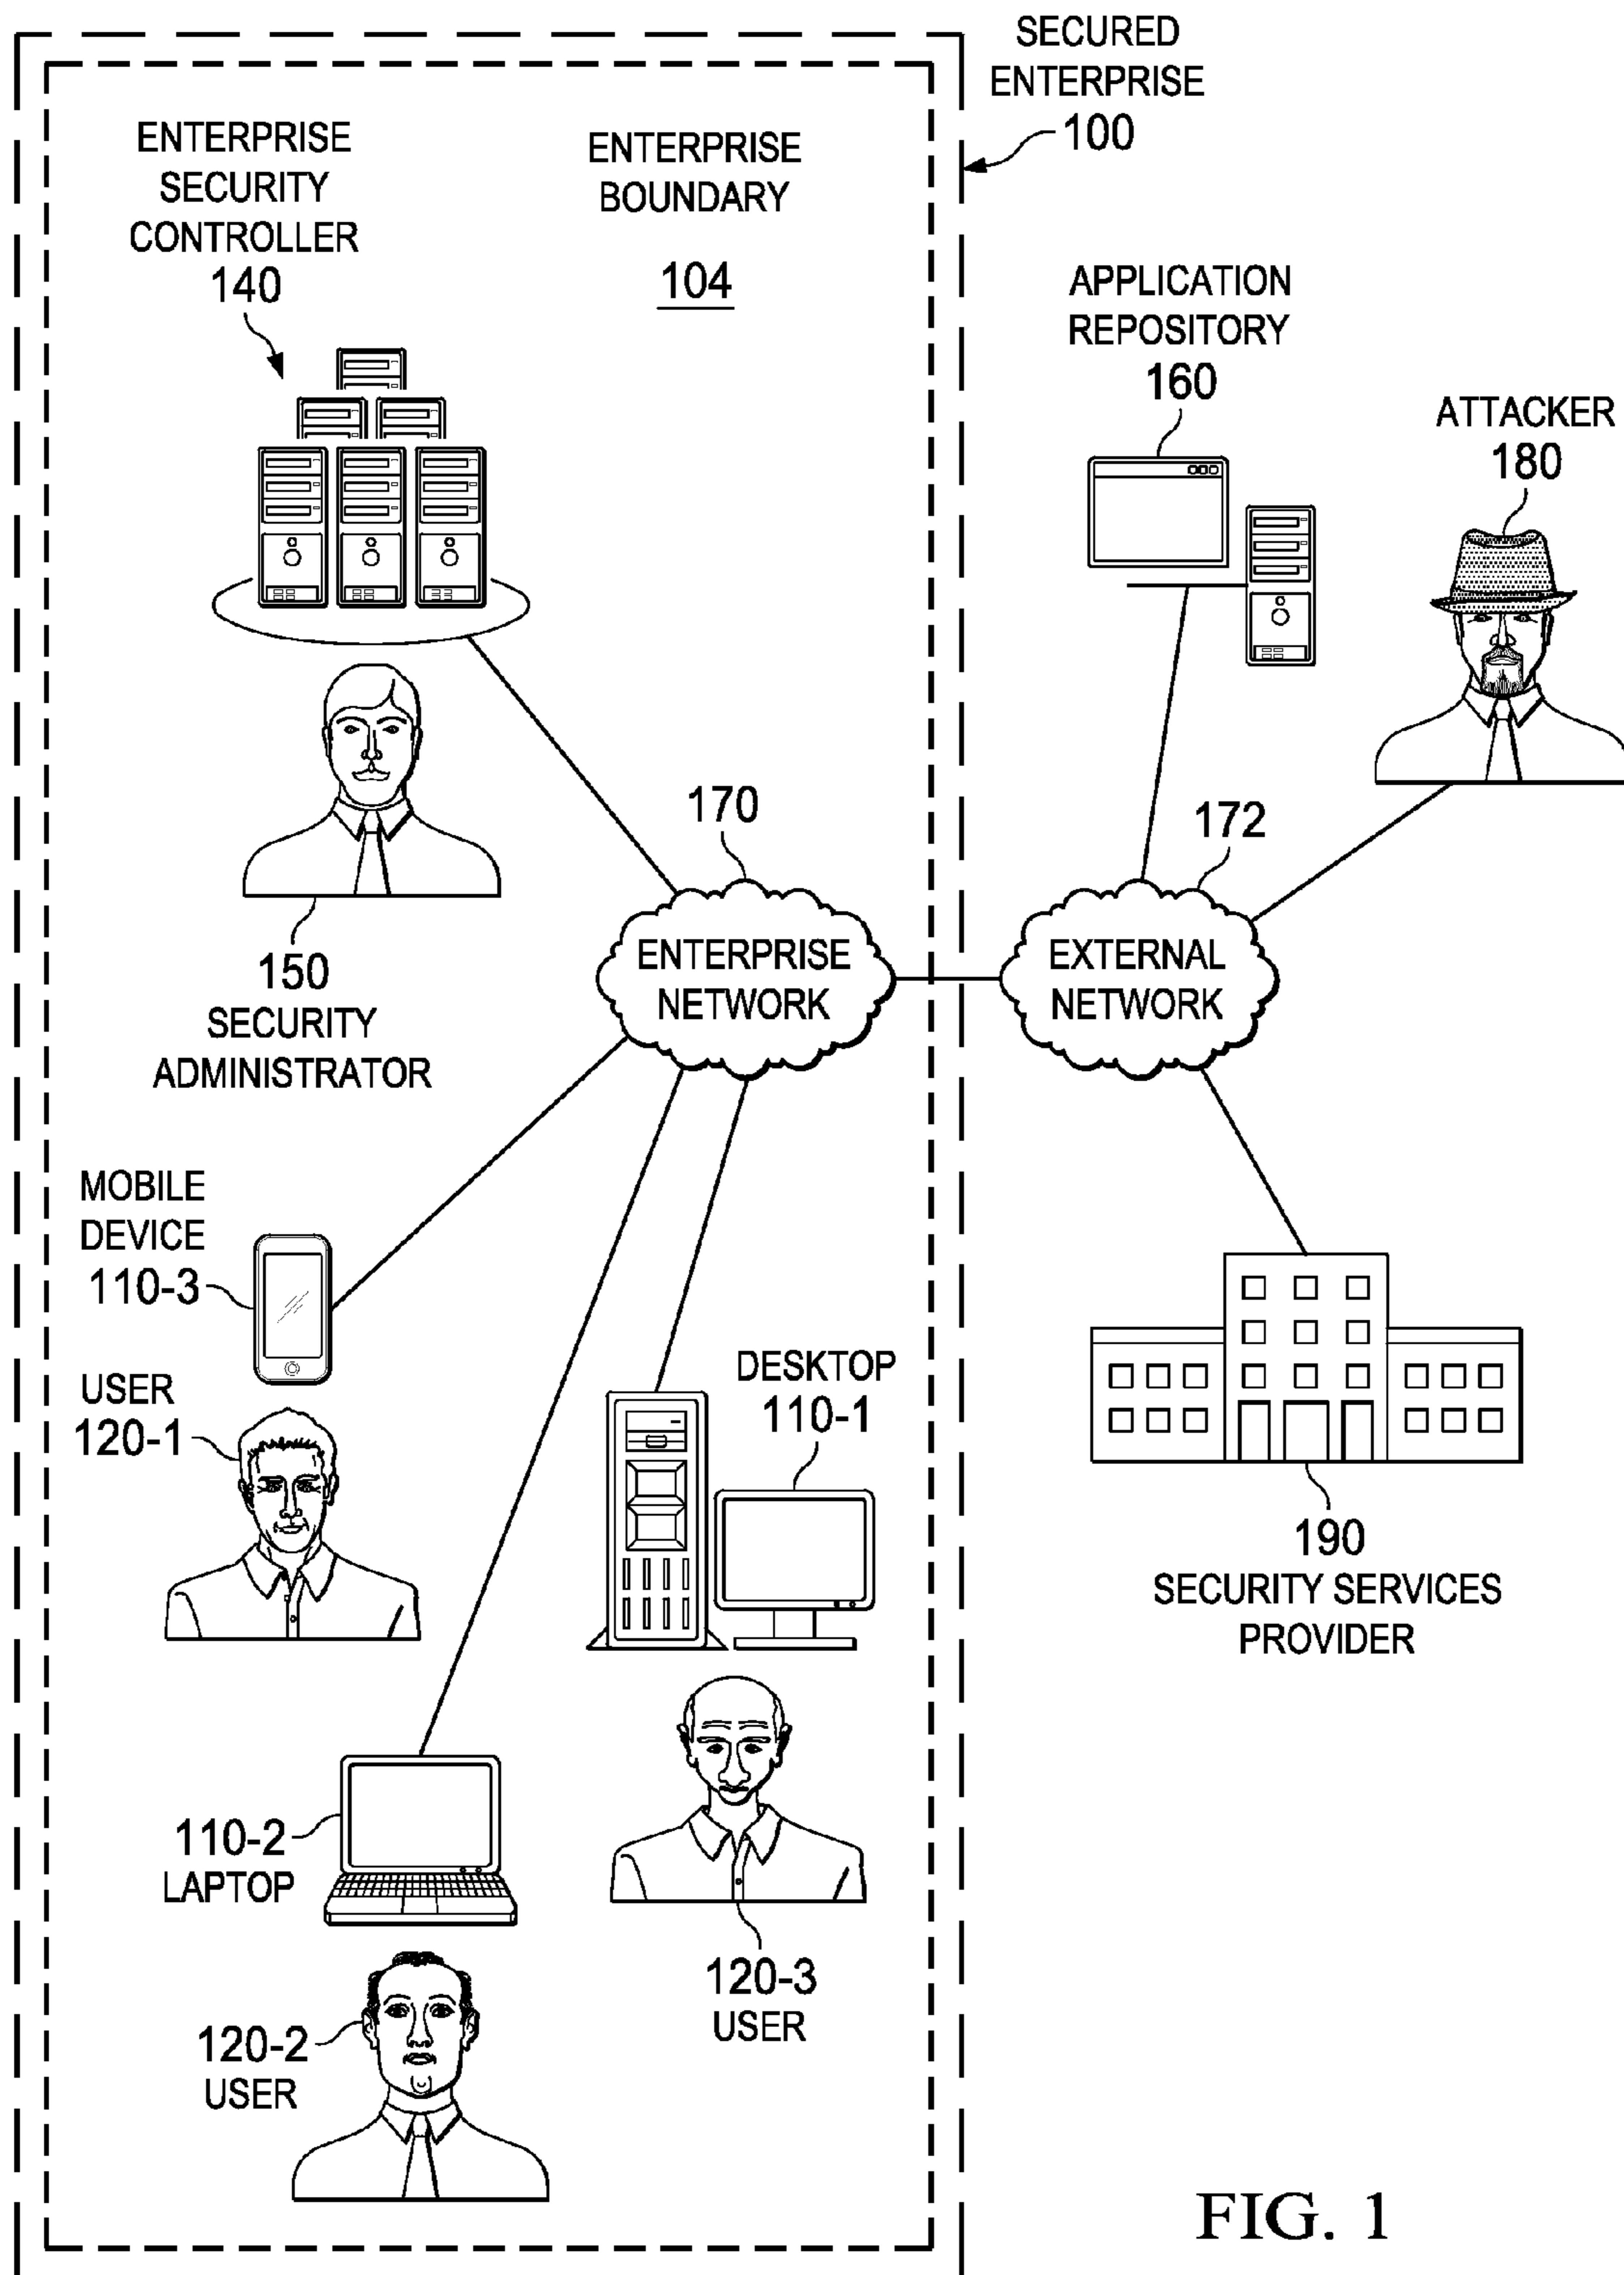 SECURED
ENTERPRISE
100
ENTERPRISE
SECURITY
CONTROLLER
140
ENTERPRISE
BOUNDARY
104
APPLICATION
REPOSITORY
160
ATTACKER
180
150
SECURITY
ADMINISTRATOR
170
ENTERPRISE
NETWORK
172
EXTERNAL
NETWORK
MOBILE
DEVICE
110-3
USER
120-1
DESKTOP
110-1
190
SECURITY SERVICES
PROVIDER
110-2
LAPTOP
120-3
USER
120-2
USER
FIG. 1